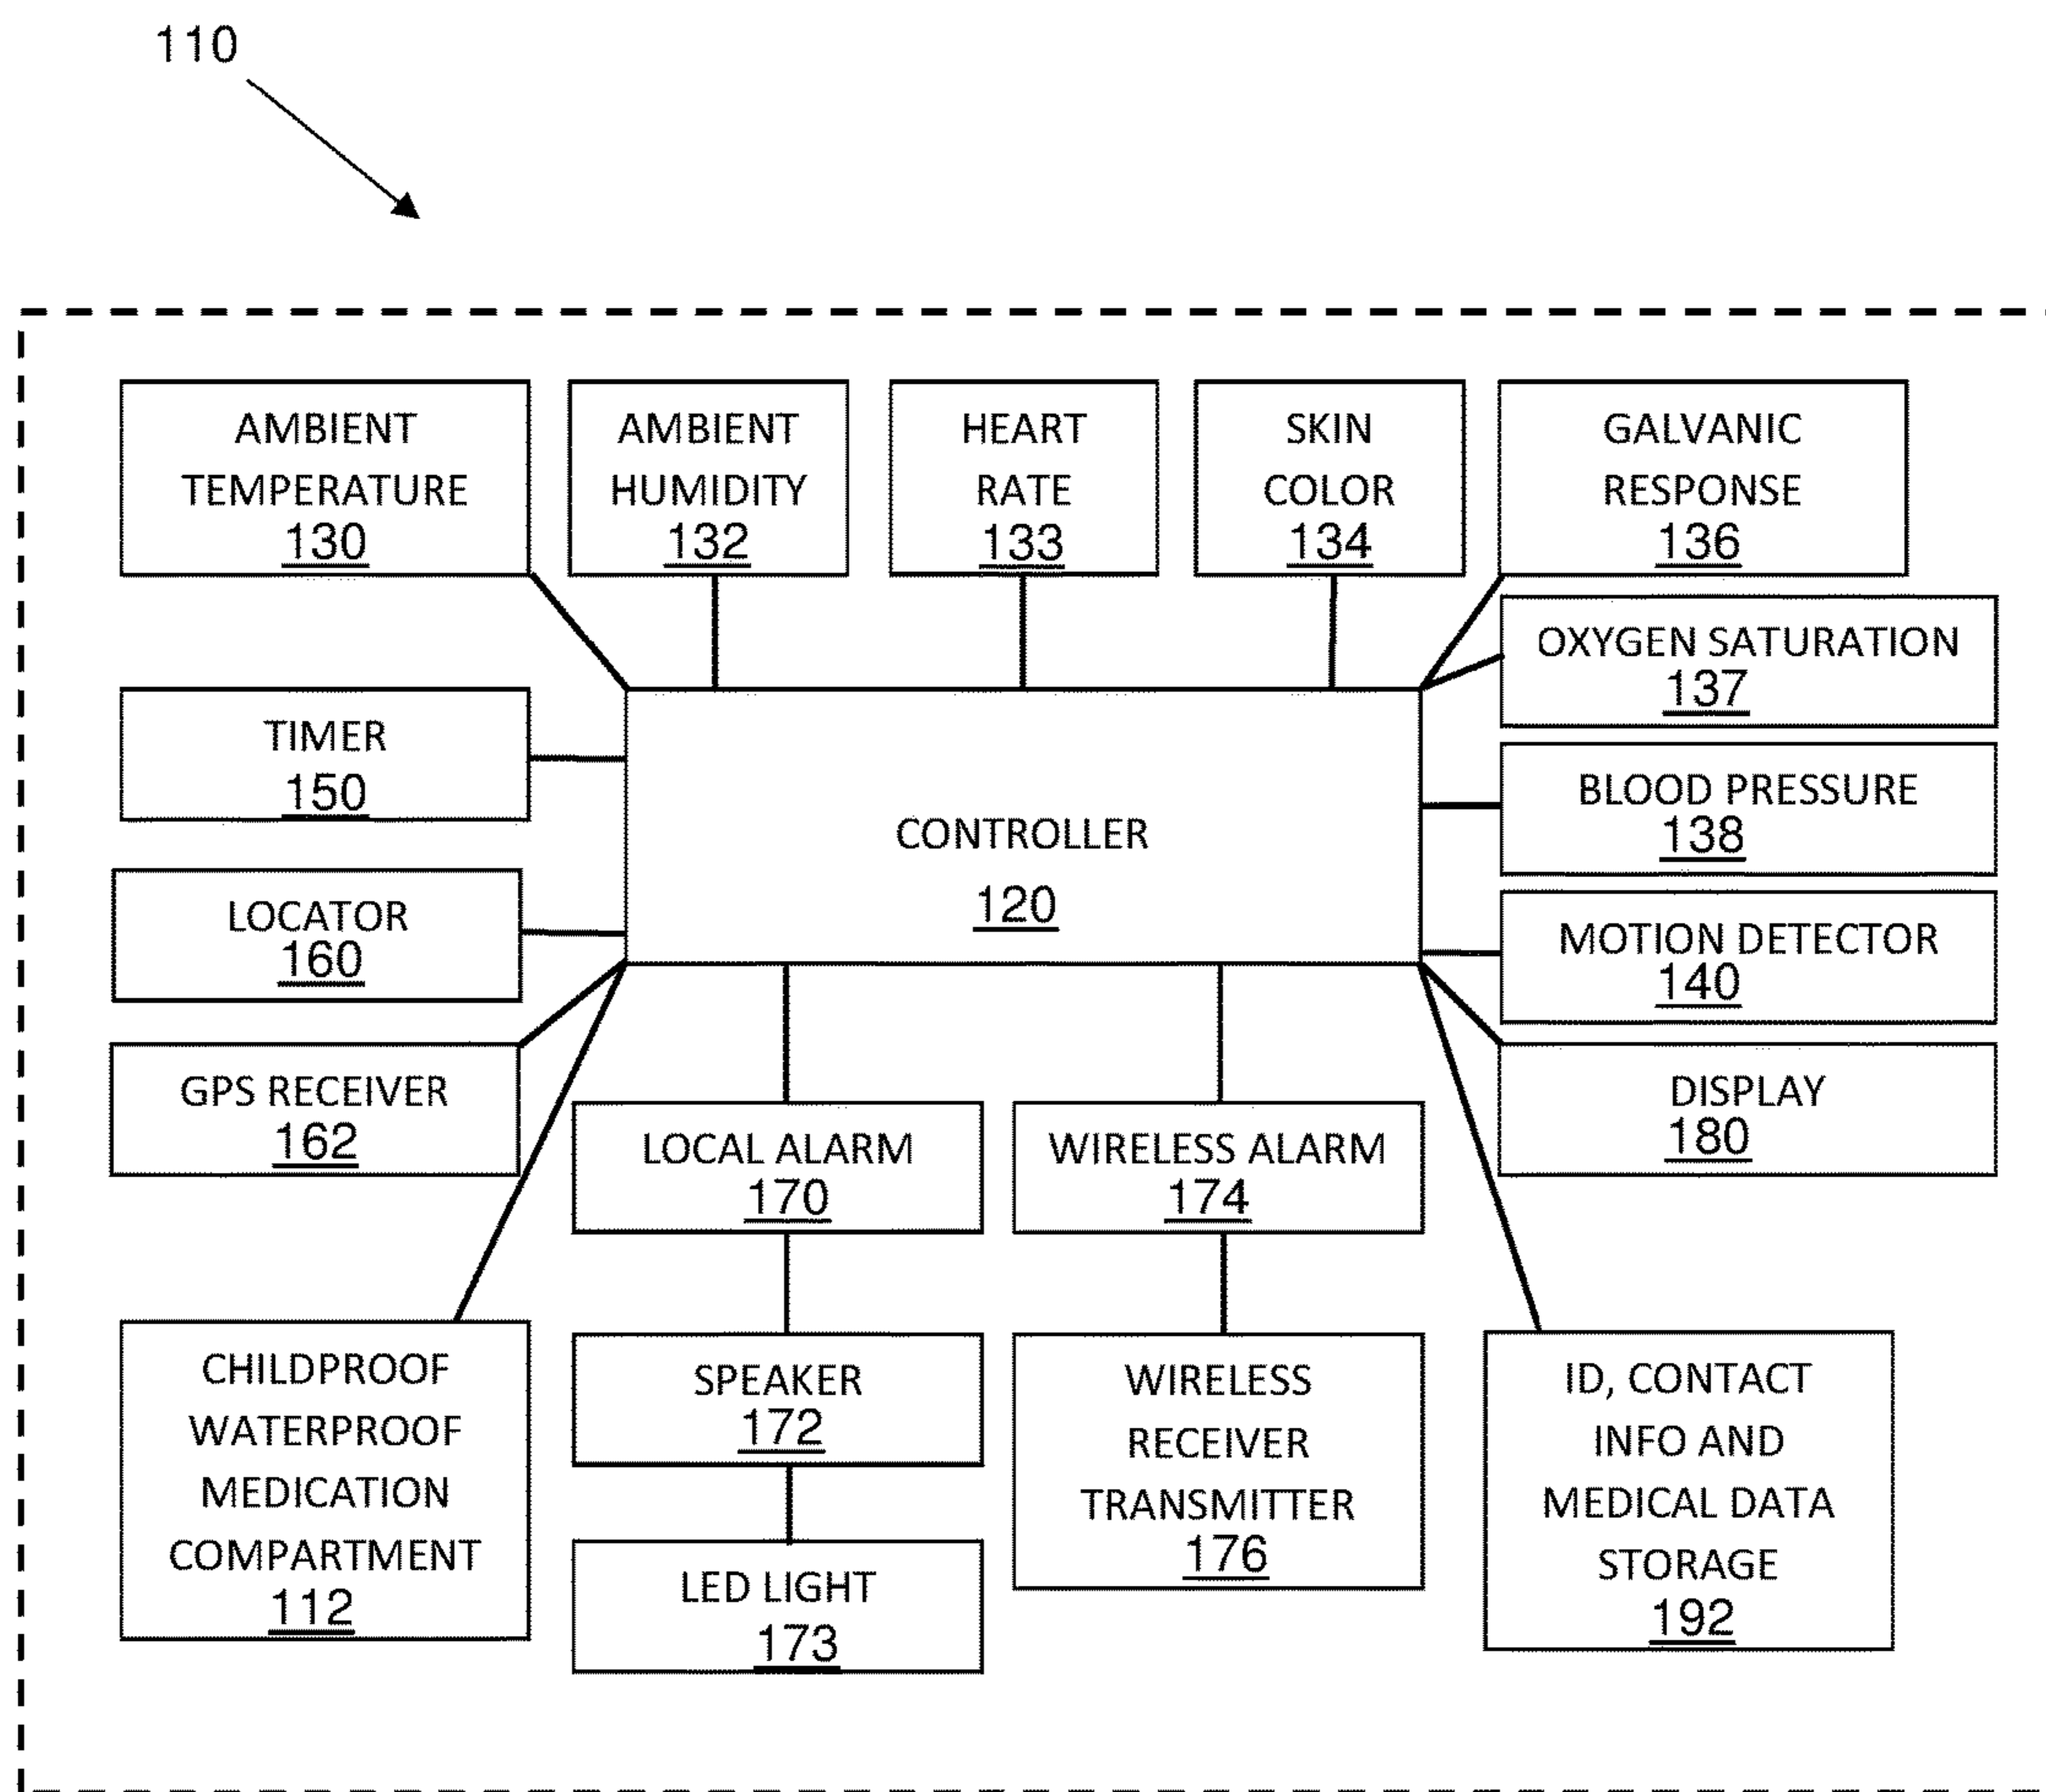 110
AMBIENT
TEMPERATURE
130
AMBIENT
HUMIDITY
132
HEART
RATE
133
SKIN
COLOR
134
GALVANIC
RESPONSE
136
OXYGEN SATURATION
137
TIMER
150
CONTROLLER
120
BLOOD PRESSURE
138
LOCATOR
160
MOTION DETECTOR
140
GPS RECEIVER
162
LOCAL ALARM
170
WIRELESS ALARM
174
DISPLAY
180
CHILDPROOF
WATERPROOF
MEDICATION
COMPARTMENT
112
SPEAKER
172
LED LIGHT
173
WIRELESS
RECEIVER
TRANSMITTER
176
ID, CONTACT
INFO AND
MEDICAL DATA
STORAGE
192